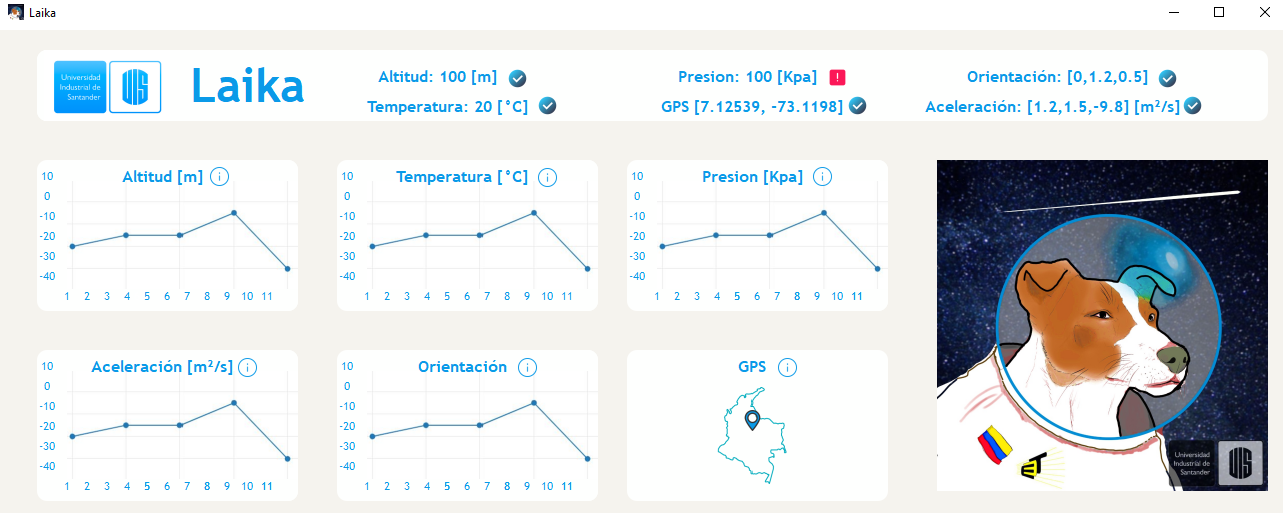 Laika
Universidad
Industrial de
Santander
UIS
Laika
Altitud: 100 [m]
Presion: 100 [Kpa]
!
Orientación: [0,1.2,0.5]
Temperatura: 20 [°C]
GPS [7.12539, -73.1198]
Aceleración: [1.2,1.5,-9.8] [m²/s]
Altitud [m] i
10
0
-10
-20
-30
-40
1 2 3 4 5 6 7 8 9 10 11
Temperatura [°C] i
10
0
-10
-20
-30
-40
1 2 3 4 5 6 7 8 9 10 11
Presion [Kpa] i
10
0
-10
-20
-30
-40
1 2 3 4 5 6 7 8 9 10 11
Aceleración [m²/s] i
10
0
-10
-20
-30
-40
1 2 3 4 5 6 7 8 9 10 11
Orientación i
10
0
-10
-20
-30
-40
1 2 3 4 5 6 7 8 9 10 11
GPS i
ET
Universidad
Industrial de
Santander
UIS